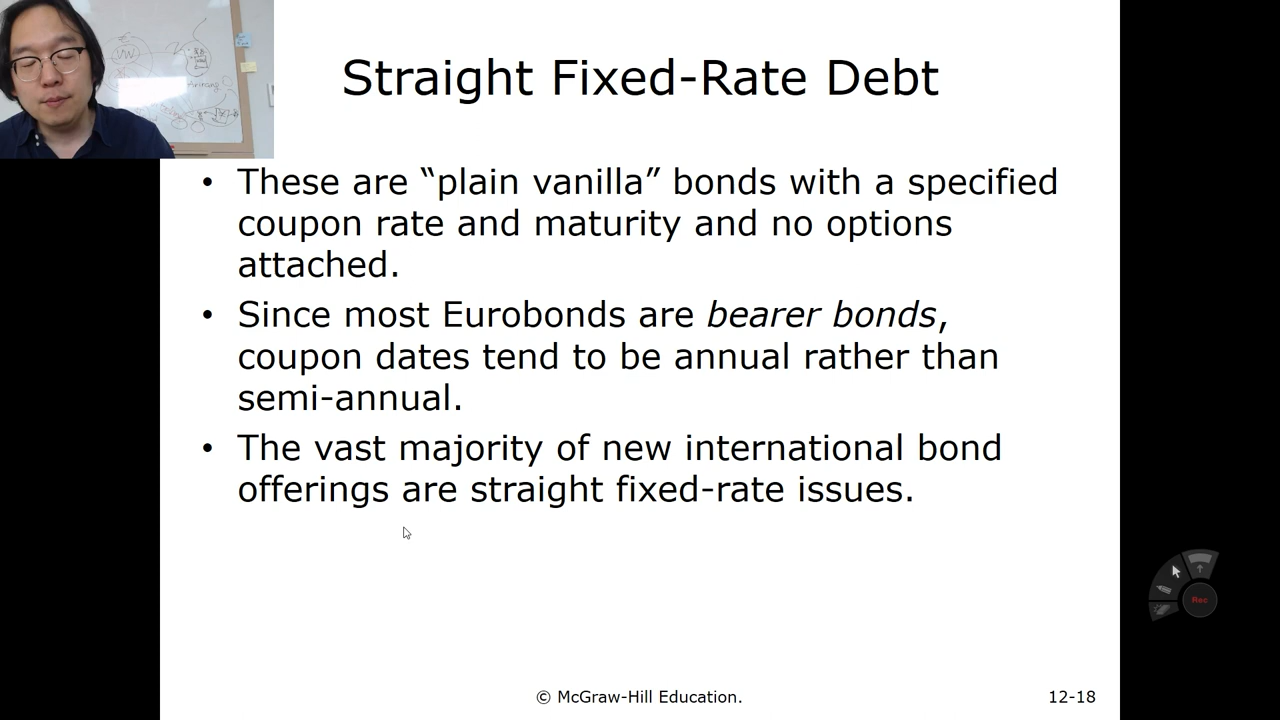 Straight Fixed-Rate Debt
• These are “plain vanilla” bonds with a specified
coupon rate and maturity and no options
attached.
• Since most Eurobonds are bearer bonds,
coupon dates tend to be annual rather than
semi-annual.
• The vast majority of new international bond
offerings are straight fixed-rate issues.
Rec
© McGraw-Hill Education.
12-18